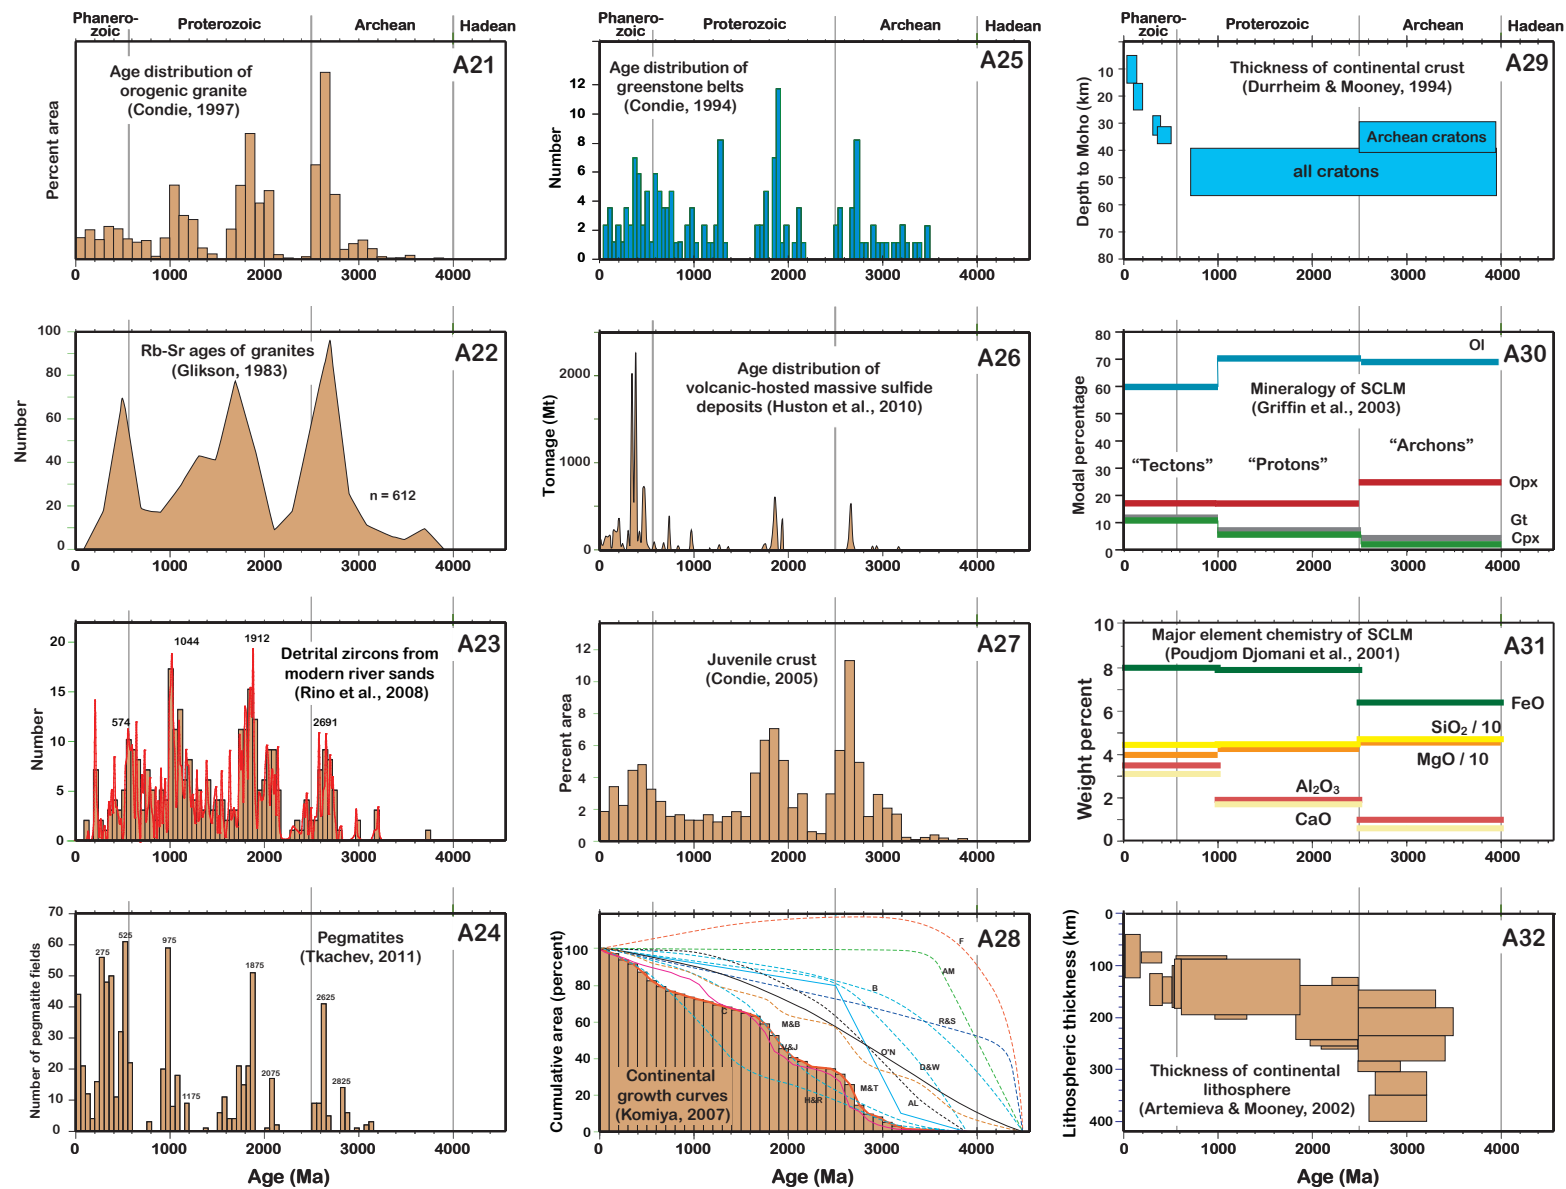 Phanero-
zoic
Proterozoic
Archean
Hadean
A21
Age distribution of
orogenic granite
(Condie, 1997)
Percent area
0
1000
2000
3000
4000
A22
Rb-Sr ages of granites
(Glikson, 1983)
n = 612
Number
100
80
60
40
20
0
A23
Detrital zircons from
modern river sands
(Rino et al., 2008)
574
1044
1912
2691
Number
20
15
10
5
0
0
1000
2000
3000
4000
A24
Pegmatites
(Tkachev, 2011)
275
525
975
1175
1875
2075
2625
2825
Number of pegmatite fields
70
60
50
40
30
20
10
0
0
1000
2000
3000
4000
Age (Ma)
Phanero-
zoic
Proterozoic
Archean
Hadean
A25
Age distribution of
greenstone belts
(Condie, 1994)
Number
12
10
8
6
4
2
0
0
1000
2000
3000
4000
A26
Age distribution of
volcanic-hosted massive sulfide
deposits (Huston et al., 2010)
Tonnage (Mt)
2000
1000
0
A27
Juvenile crust
(Condie, 2005)
Percent area
12
10
8
6
4
2
0
0
1000
2000
3000
4000
A28
Continental
growth curves
(Komiya, 2007)
F
AM
B
R&S
C
M&B
V&J
O'N
D&W
M&T
H&R
AL
Cumulative area (percent)
100
80
60
40
20
0
0
1000
2000
3000
4000
Age (Ma)
Phanero-
zoic
Proterozoic
Archean
Hadean
A29
Thickness of continental crust
(Durrheim & Mooney, 1994)
Archean cratons
all cratons
Depth to Moho (km)
10
20
30
40
50
60
70
80
0
1000
2000
3000
4000
A30
Ol
Mineralogy of SCLM
(Griffin et al., 2003)
"Archons"
"Tectons"
"Protons"
Opx
Gt
Cpx
Modal percentage
80
70
60
50
40
30
20
10
0
0
1000
2000
3000
4000
A31
Major element chemistry of SCLM
(Poudjom Djomani et al., 2001)
FeO
SiO₂ / 10
MgO / 10
Al₂O₃
CaO
Weight percent
10
8
6
4
2
0
0
1000
2000
3000
4000
A32
Thickness of continental
lithosphere
(Artemieva & Mooney, 2002)
Lithospheric thickness (km)
0
100
200
300
400
0
1000
2000
3000
4000
Age (Ma)